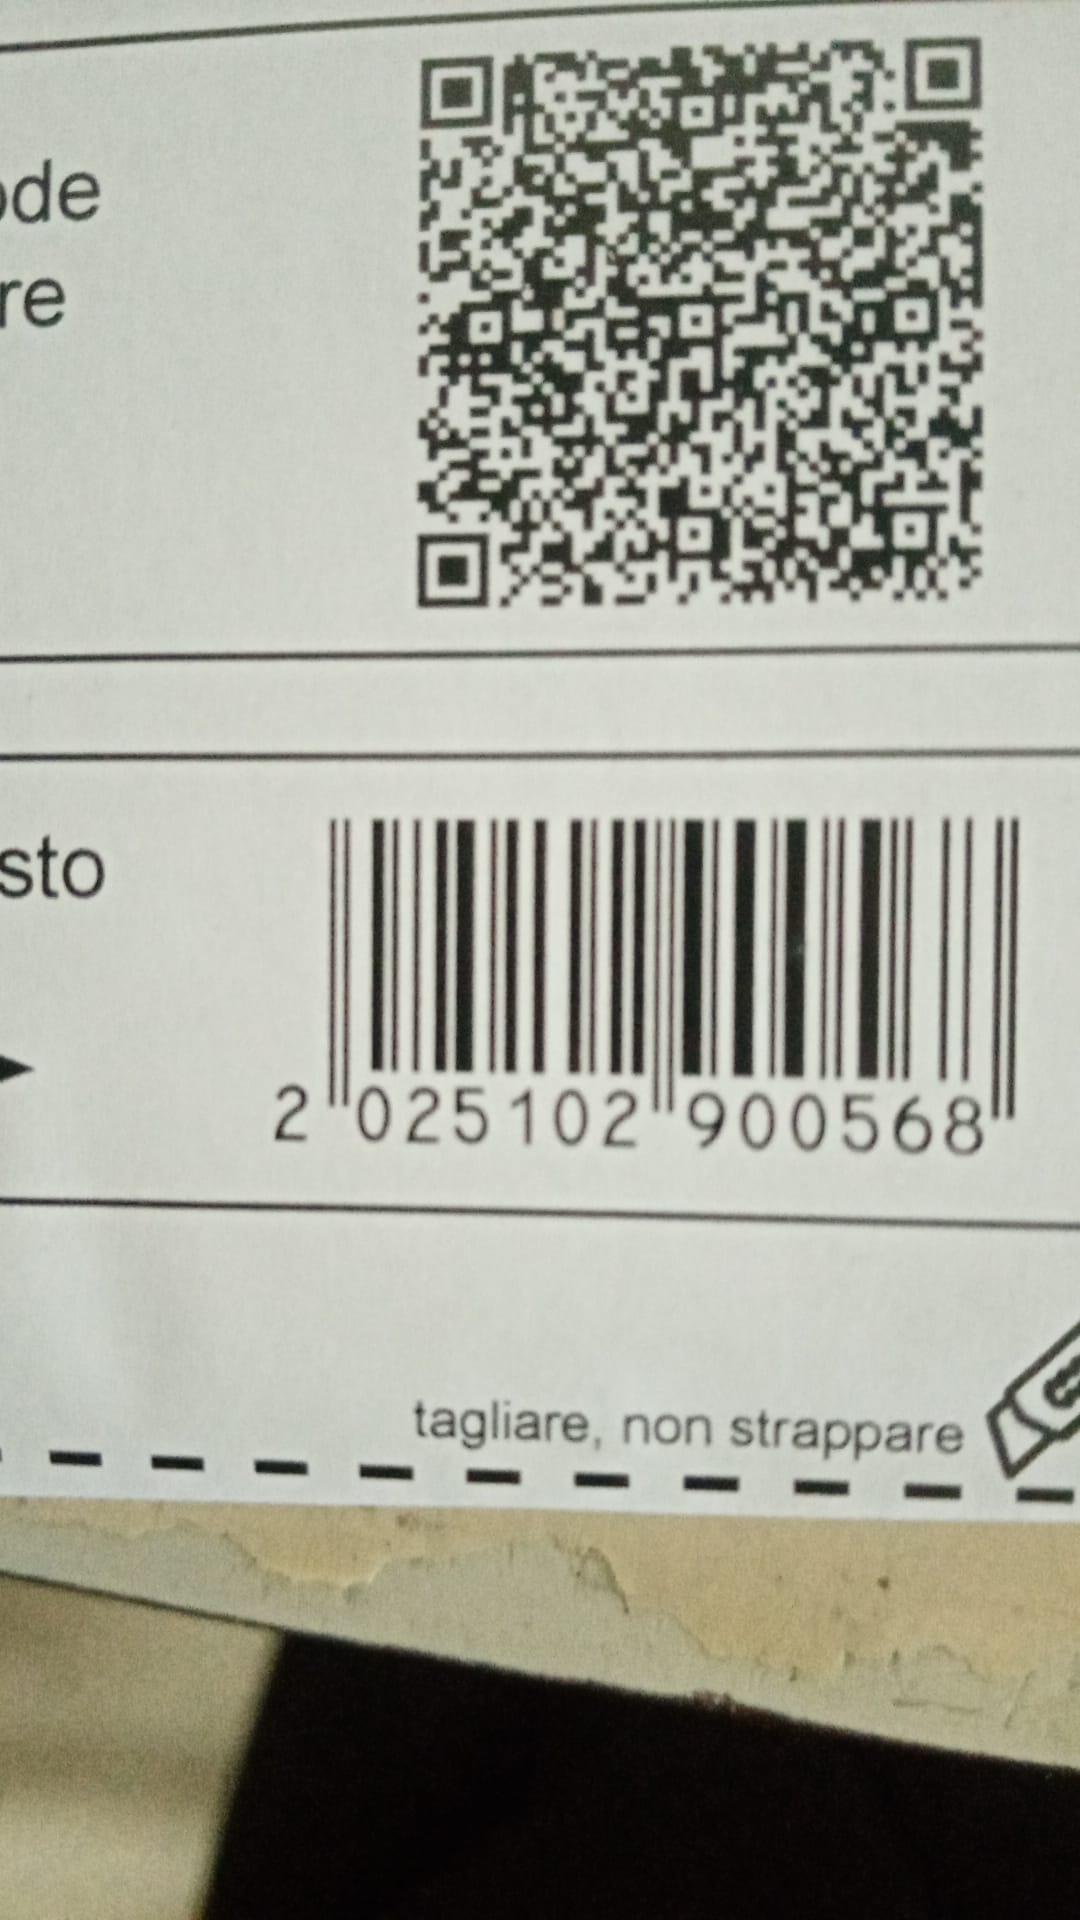 ode
re
sto
2 025102 900568
tagliare, non strappare